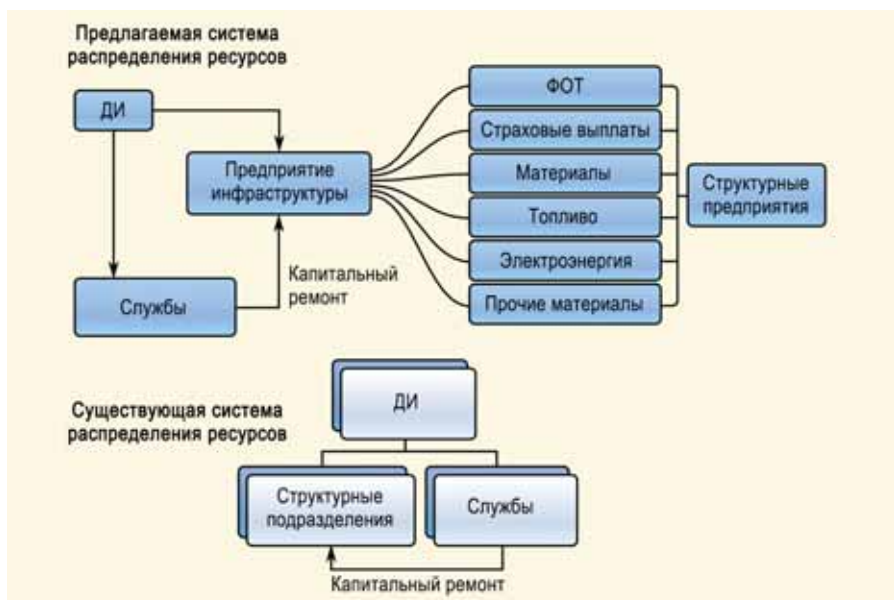 Предлагаемая система
распределения ресурсов
ДИ
Предприятие
инфраструктуры
Службы
Капитальный
ремонт
ФОТ
Страховые выплаты
Материалы
Топливо
Электроэнергия
Прочие материалы
Структурные
предприятия
Существующая система
распределения ресурсов
ДИ
Структурные
подразделения
Службы
Капитальный ремонт